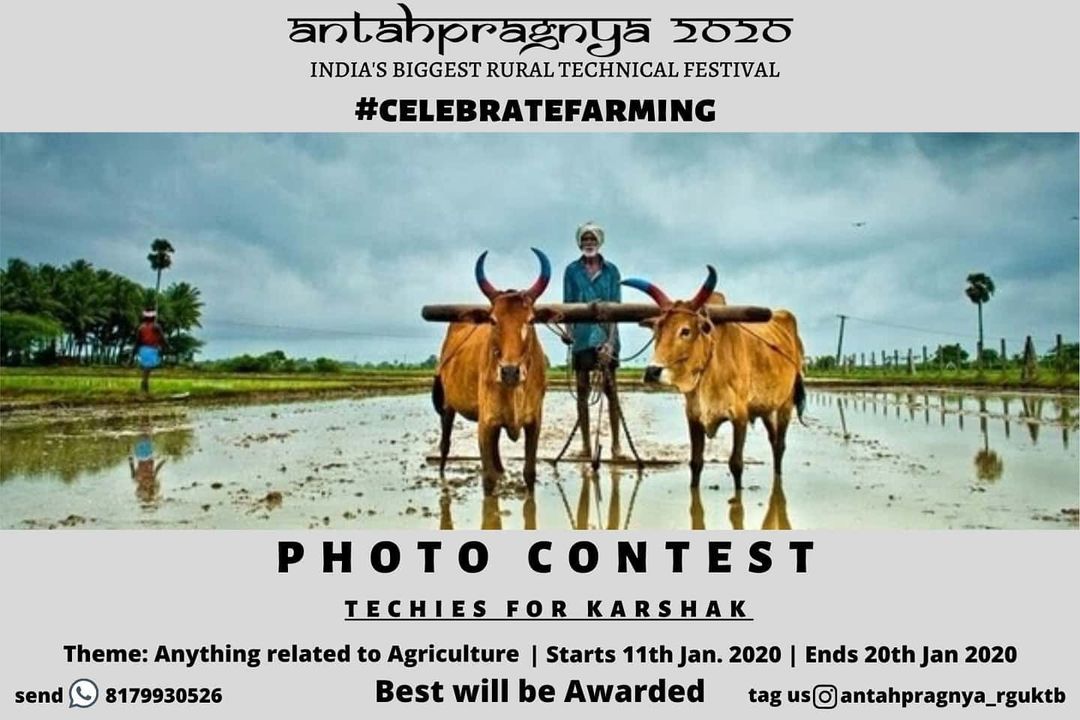 antahpragnya 2020
INDIA'S BIGGEST RURAL TECHNICAL FESTIVAL
#CELEBRATEFARMING
PHOTO CONTEST
TECHIES FOR KARSHAK
Theme: Anything related to Agriculture | Starts 11th Jan. 2020 | Ends 20th Jan 2020
send 8179930526 Best will be Awarded tag us antahpragnya_rguktb